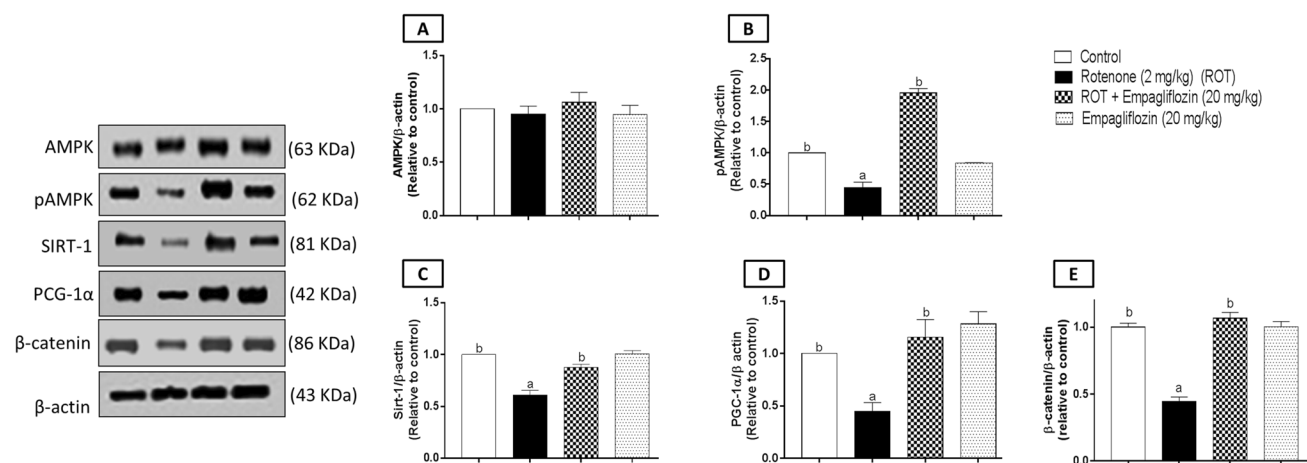 AMPK (63 KDa)
pAMPK (62 KDa)
SIRT-1 (81 KDa)
PCG-1α (42 KDa)
β-catenin (86 KDa)
β-actin (43 KDa)
A
AMPK/β-actin
(Relative to control)
1.5
1.0
0.5
0.0
B
pAMPK/β-actin
(Relative to control)
2.5
2.0
1.5
1.0
0.5
0.0
b
a
b
Control
Rotenone (2 mg/kg) (ROT)
ROT + Empagliflozin (20 mg/kg)
Empagliflozin (20 mg/kg)
C
Sirt-1/β-actin
(Relative to control)
1.5
1.0
0.5
0.0
b
a
b
D
PGC-1α/β actin
(Relative to control)
1.5
1.0
0.5
0.0
b
a
b
E
β-catenin/β-actin
(relative to control)
1.0
0.5
0.0
b
a
b